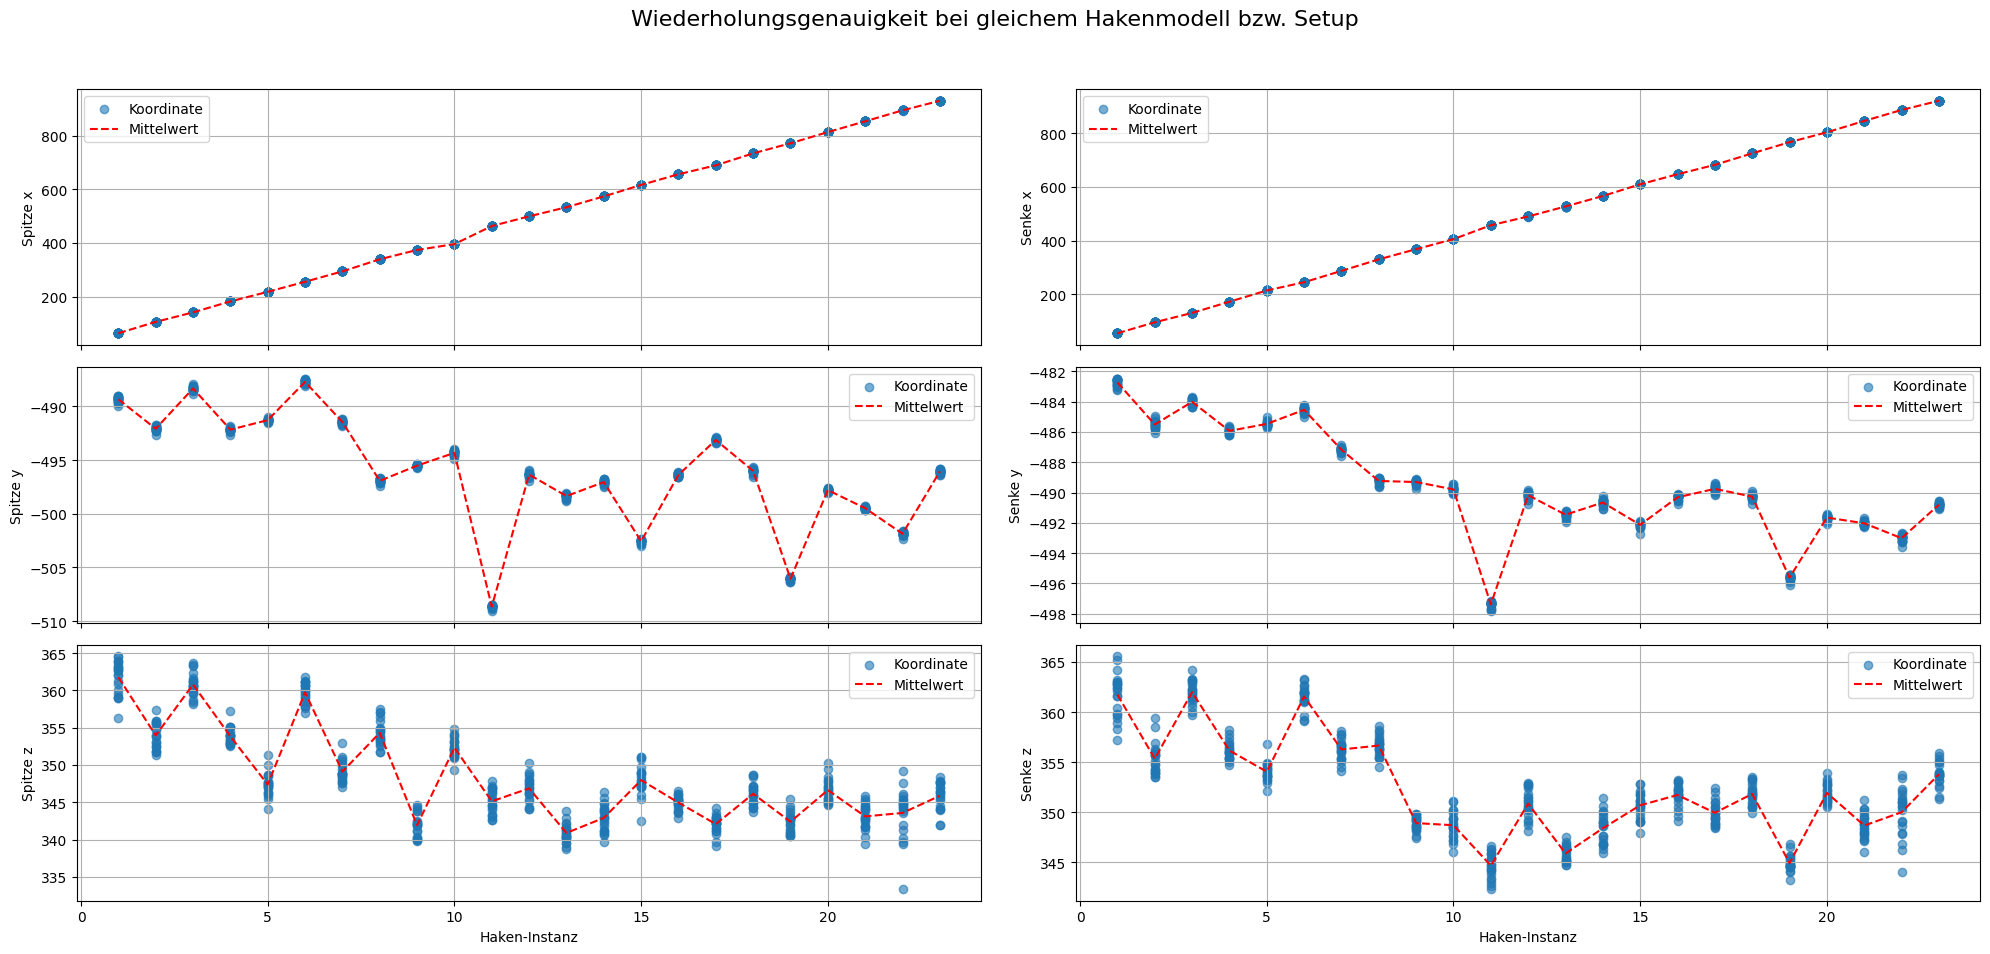 Wiederholungsgenauigkeit bei gleichem Hakenmodell bzw. Setup
Koordinate
Mittelwert
800
600
400
200
Spitze x
Koordinate
Mittelwert
800
600
400
200
Senke x
Koordinate
Mittelwert
−490
−495
−500
−505
−510
Spitze y
Koordinate
Mittelwert
−482
−484
−486
−488
−490
−492
−494
−496
−498
Senke y
Koordinate
Mittelwert
365
360
355
350
345
340
335
Spitze z
0 5 10 15 20
Haken-Instanz
Koordinate
Mittelwert
365
360
355
350
345
Senke z
0 5 10 15 20
Haken-Instanz